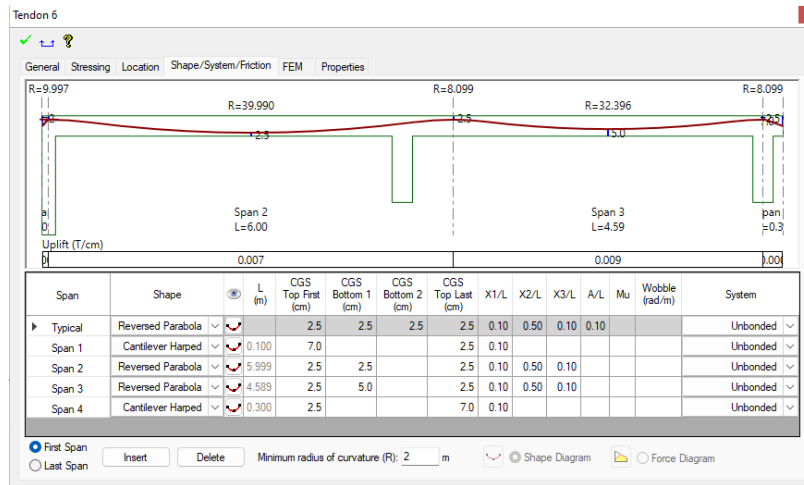 Tendon 6
General Stressing Location Shape/System/Friction FEM Properties
R=9.997 R=8.099 R=8.099
R=39.990 R=32.396
2.5 2.5
2.5 5.0
Span 2 Span 3 pan
L=6.00 L=4.59 =0.3
Uplift (T/cm)
0.007 0.009
Span Shape L (m) CGS Top First (cm) CGS Bottom 1 (cm) CGS Bottom 2 (cm) CGS Top Last (cm) X1/L X2/L X3/L A/L Mu Wobble (rad/m) System
Typical Reversed Parabola 2.5 2.5 2.5 2.5 0.10 0.50 0.10 0.10 Unbonded
Span 1 Cantilever Harped 0.100 7.0 2.5 0.10 Unbonded
Span 2 Reversed Parabola 5.999 2.5 2.5 2.5 0.10 0.50 0.10 Unbonded
Span 3 Reversed Parabola 4.589 2.5 5.0 2.5 0.10 0.50 0.10 Unbonded
Span 4 Cantilever Harped 0.300 2.5 7.0 0.10 Unbonded
First Span
Last Span
Insert Delete Minimum radius of curvature (R): 2 m Shape Diagram Force Diagram